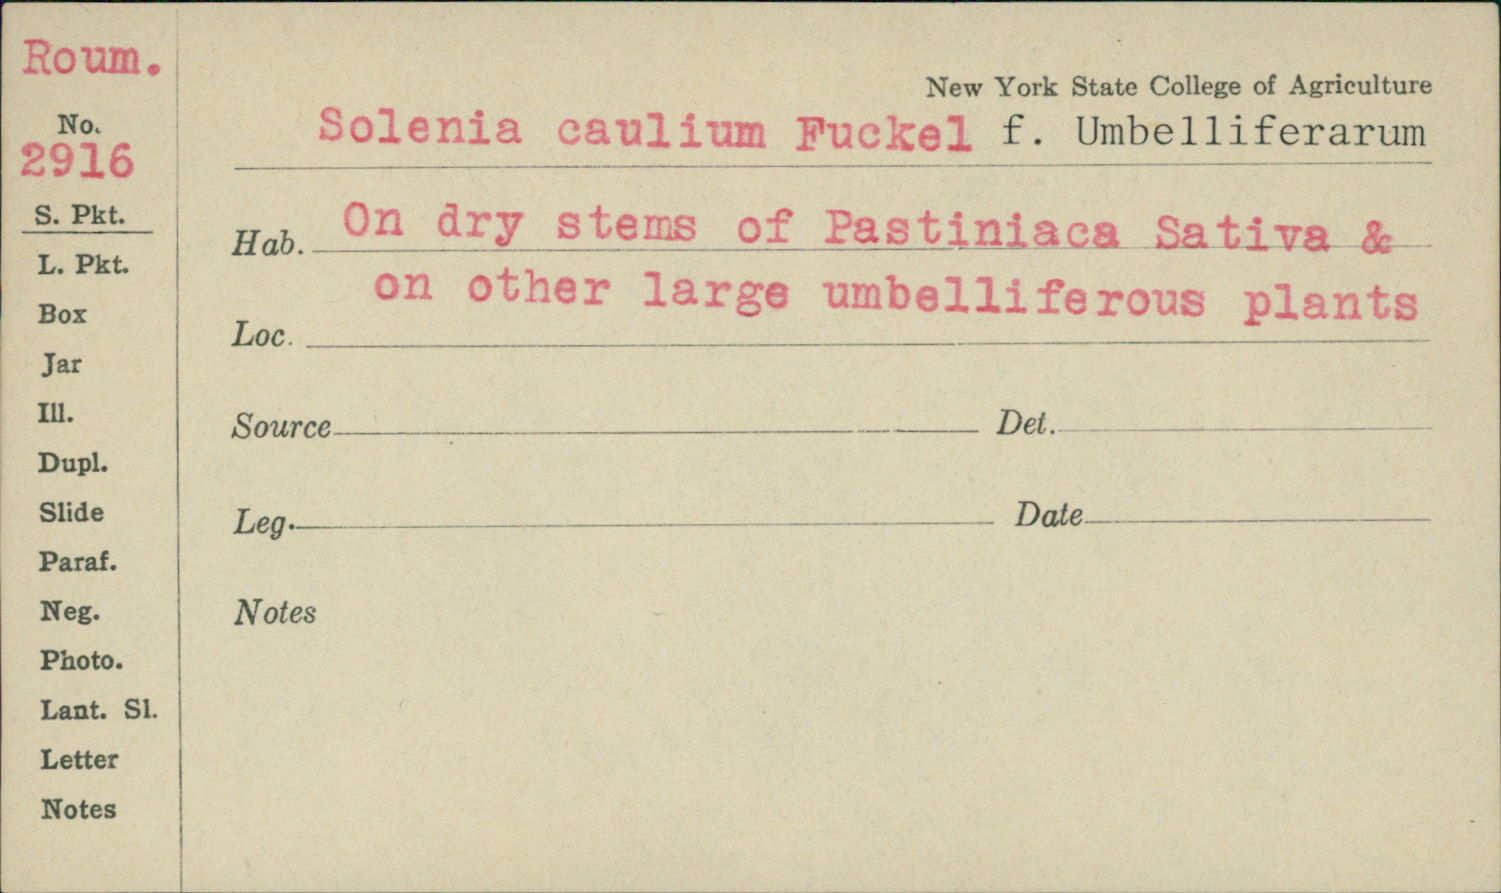 Roum.
No.
2916
S. Pkt.
L. Pkt.
Box
Jar
Ill.
Dupl.
Slide
Paraf.
Neg.
Photo.
Lant. Sl.
Letter
Notes
New York State College of Agriculture
Solenia caulium Fuckel f. Umbelliferarum
Hab. On dry stems of Pastiniaca Sativa &
on other large umbelliferous plants
Loc.
Source Det.
Leg. Date
Notes